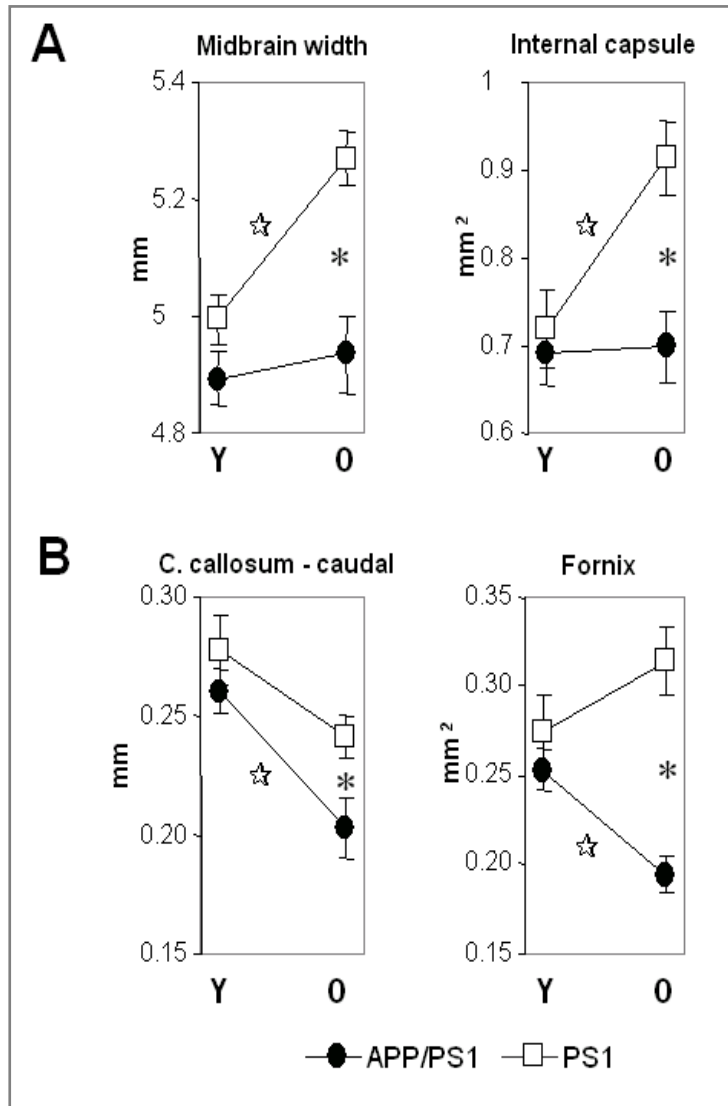 A
Midbrain width
Internal capsule
5.4
5.2
5
4.8
mm
*
Y
O
1
0.9
0.8
0.7
0.6
mm²
*
Y
O
B
C. callosum - caudal
Fornix
0.30
0.25
0.20
0.15
mm
*
Y
O
0.35
0.30
0.25
0.20
0.15
mm²
*
Y
O
APP/PS1
PS1